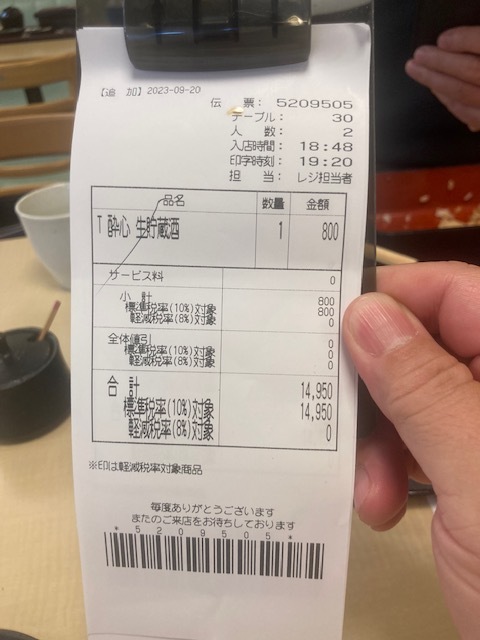 【追 加】2023-09-20
伝 票: 5209505
テーブル: 30
人 数: 2
入店時間: 18:48
印字時刻: 19:20
担 当: レジ担当者
品名 数量 金額
T 酔心 生貯蔵酒 1 800
サービス料 0
小 計 800
標準税率(10%)対象 800
軽減税率(8%)対象 0
全体値引 0
標準税率(10%)対象 0
軽減税率(8%)対象 0
合 計 14,950
標準税率(10%)対象 14,950
軽減税率(8%)対象 0
※印は軽減税率対象商品
毎度ありがとうございます
またのご来店をお待ちしております
*5209505*